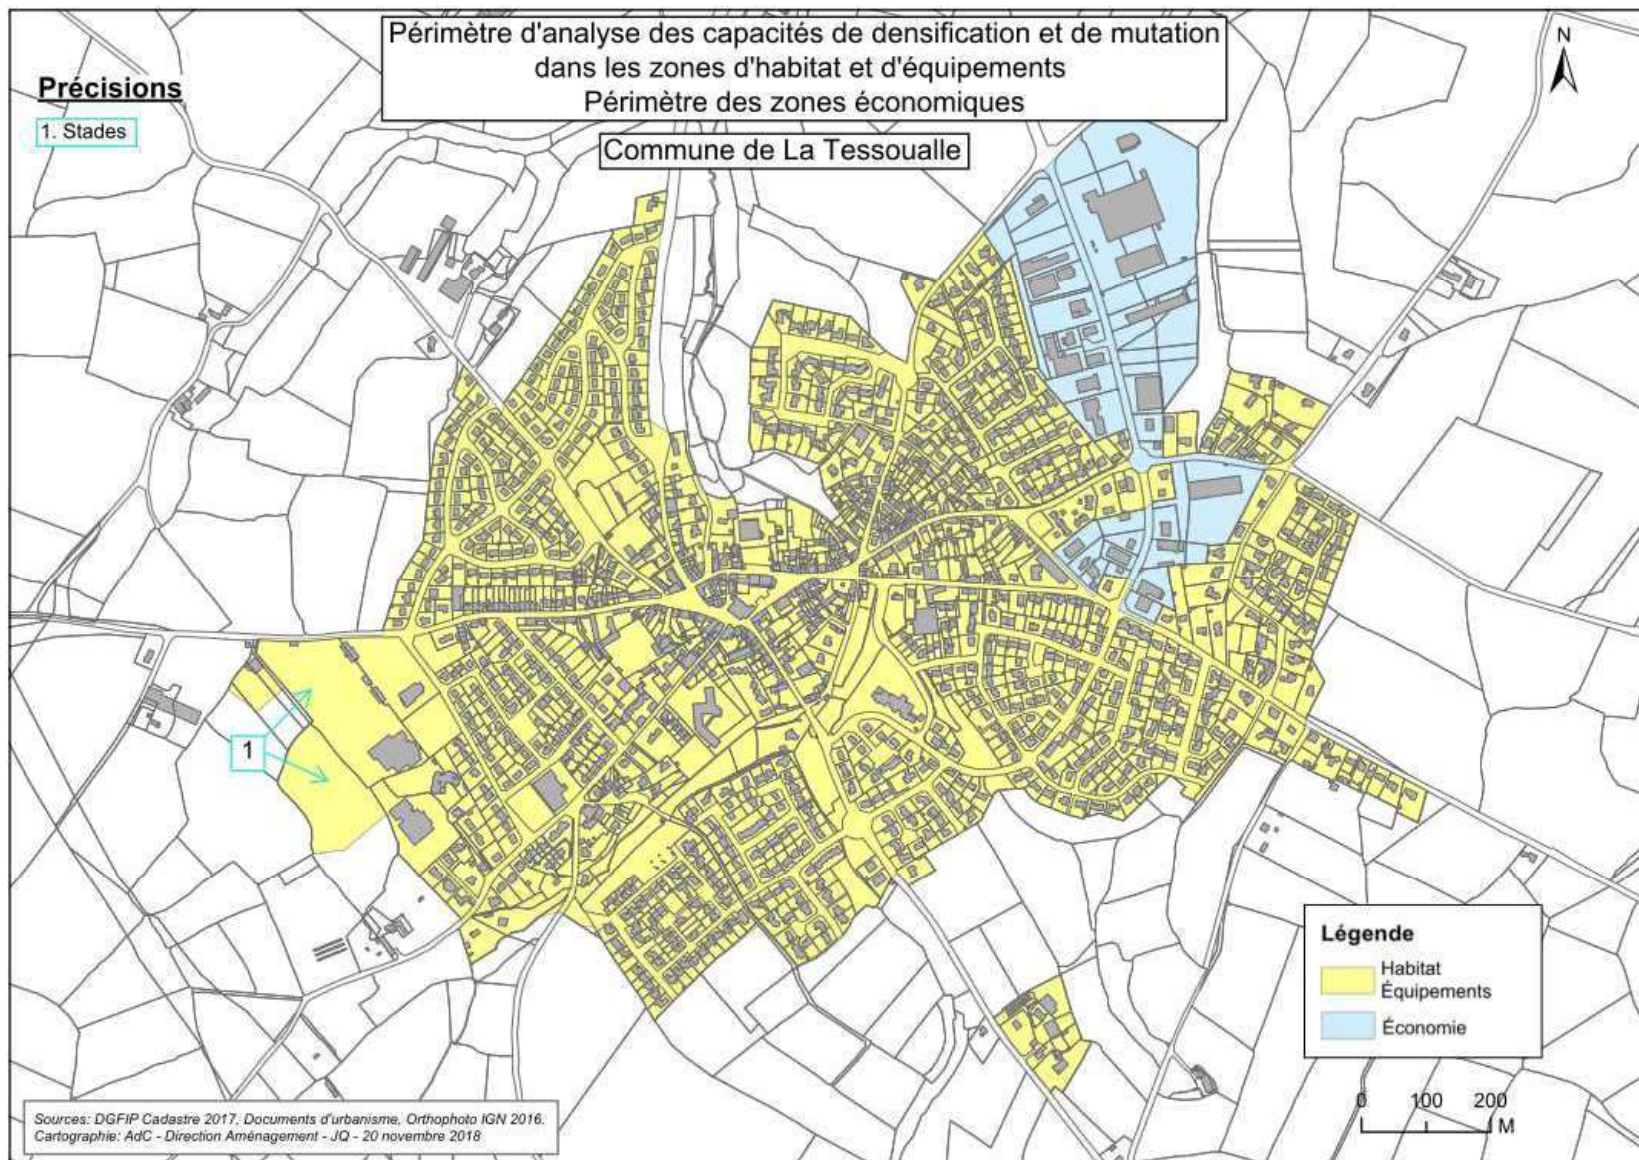 Périmètre d'analyse des capacités de densification et de mutation
dans les zones d'habitat et d'équipements
Périmètre des zones économiques
Commune de La Tessoualle
Précisions
1. Stades
N
1
Légende
Habitat
Équipements
Économie
0 100 200
M
Sources: DGFIP Cadastre 2017, Documents d'urbanisme, Orthophoto IGN 2016.
Cartographie: AdC - Direction Aménagement - JQ - 20 novembre 2018